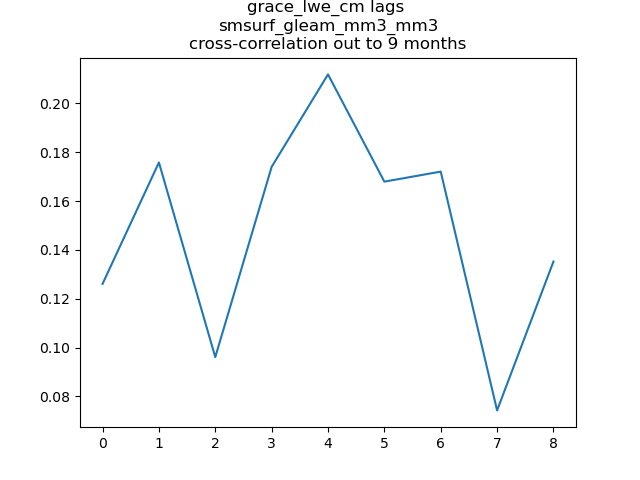 grace_lwe_cm lags
smsurf_gleam_mm3_mm3
cross-correlation out to 9 months
0.20
0.18
0.16
0.14
0.12
0.10
0.08
0 1 2 3 4 5 6 7 8